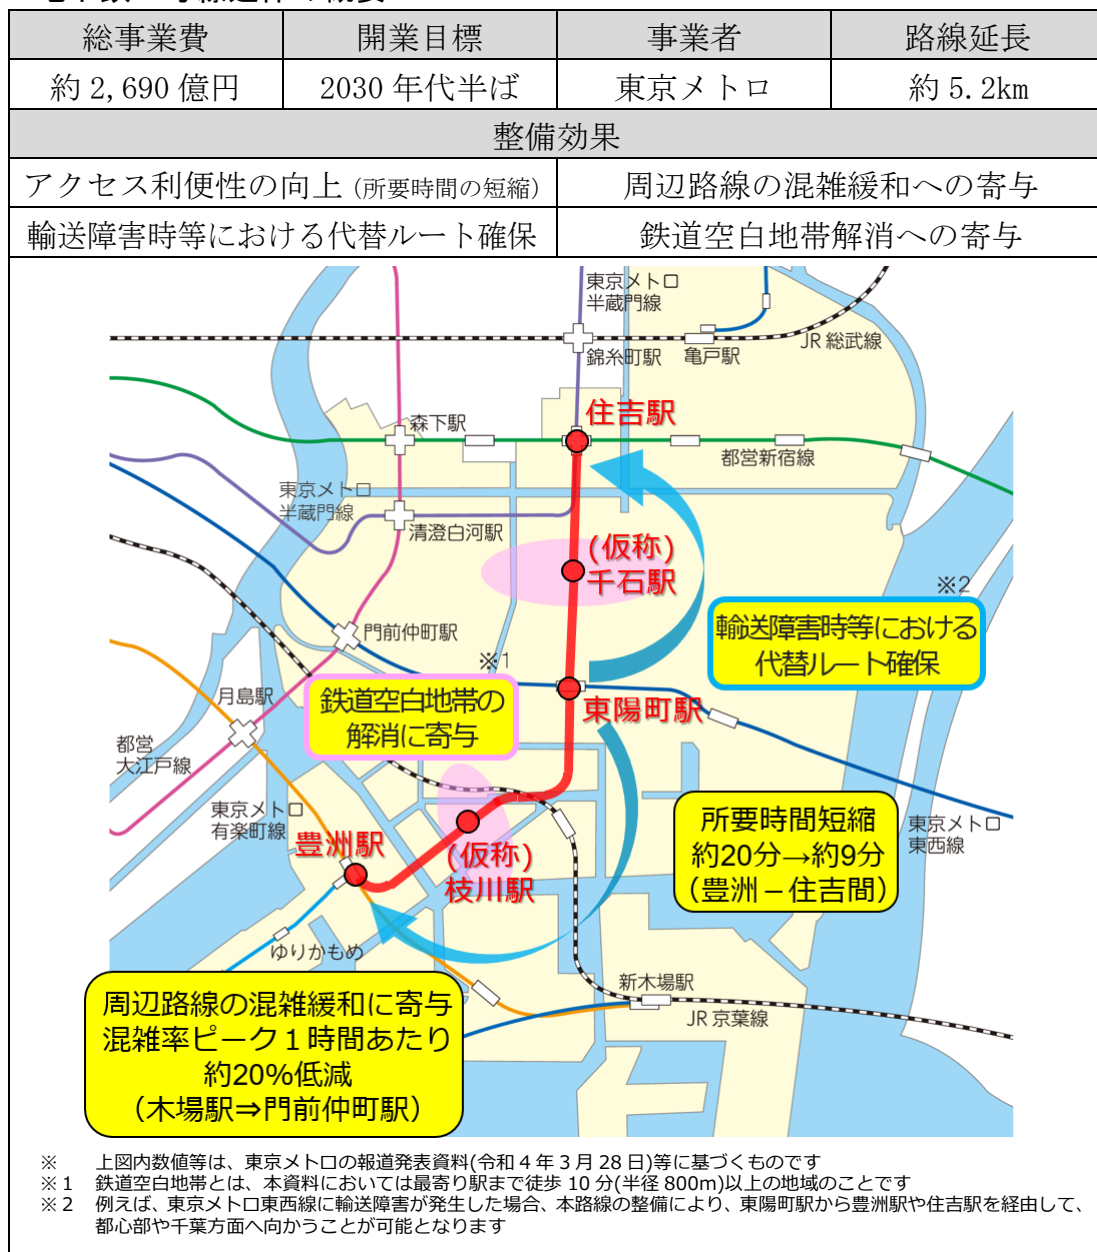 総事業費 開業目標 事業者 路線延長
約2,690億円 2030年代半ば 東京メトロ 約5.2km
整備効果
アクセス利便性の向上(所要時間の短縮) 周辺路線の混雑緩和への寄与
輸送障害時等における代替ルート確保 鉄道空白地帯解消への寄与
東京メトロ
半蔵門線
JR 総武線
錦糸町駅
亀戸駅
住吉駅
森下駅
都営新宿線
東京メトロ
半蔵門線
清澄白河駅
(仮称)
千石駅
※2
輸送障害時等における
代替ルート確保
門前仲町駅
※1
鉄道空白地帯の
解消に寄与
東陽町駅
月島駅
都営
大江戸線
東京メトロ
有楽町線
所要時間短縮
約20分→約9分
(豊洲－住吉間)
東京メトロ
東西線
豊洲駅
(仮称)
枝川駅
ゆりかもめ
新木場駅
JR 京葉線
周辺路線の混雑緩和に寄与
混雑率ピーク１時間あたり
約20%低減
(木場駅⇒門前仲町駅)
※ 上図内数値等は、東京メトロの報道発表資料(令和４年３月28日)等に基づくものです
※１ 鉄道空白地帯とは、本資料においては最寄り駅まで徒歩 10 分(半径 800m)以上の地域のことです
※２ 例えば、東京メトロ東西線に輸送障害が発生した場合、本路線の整備により、東陽町駅から豊洲駅や住吉駅を経由して、
都心部や千葉方面へ向かうことが可能となります